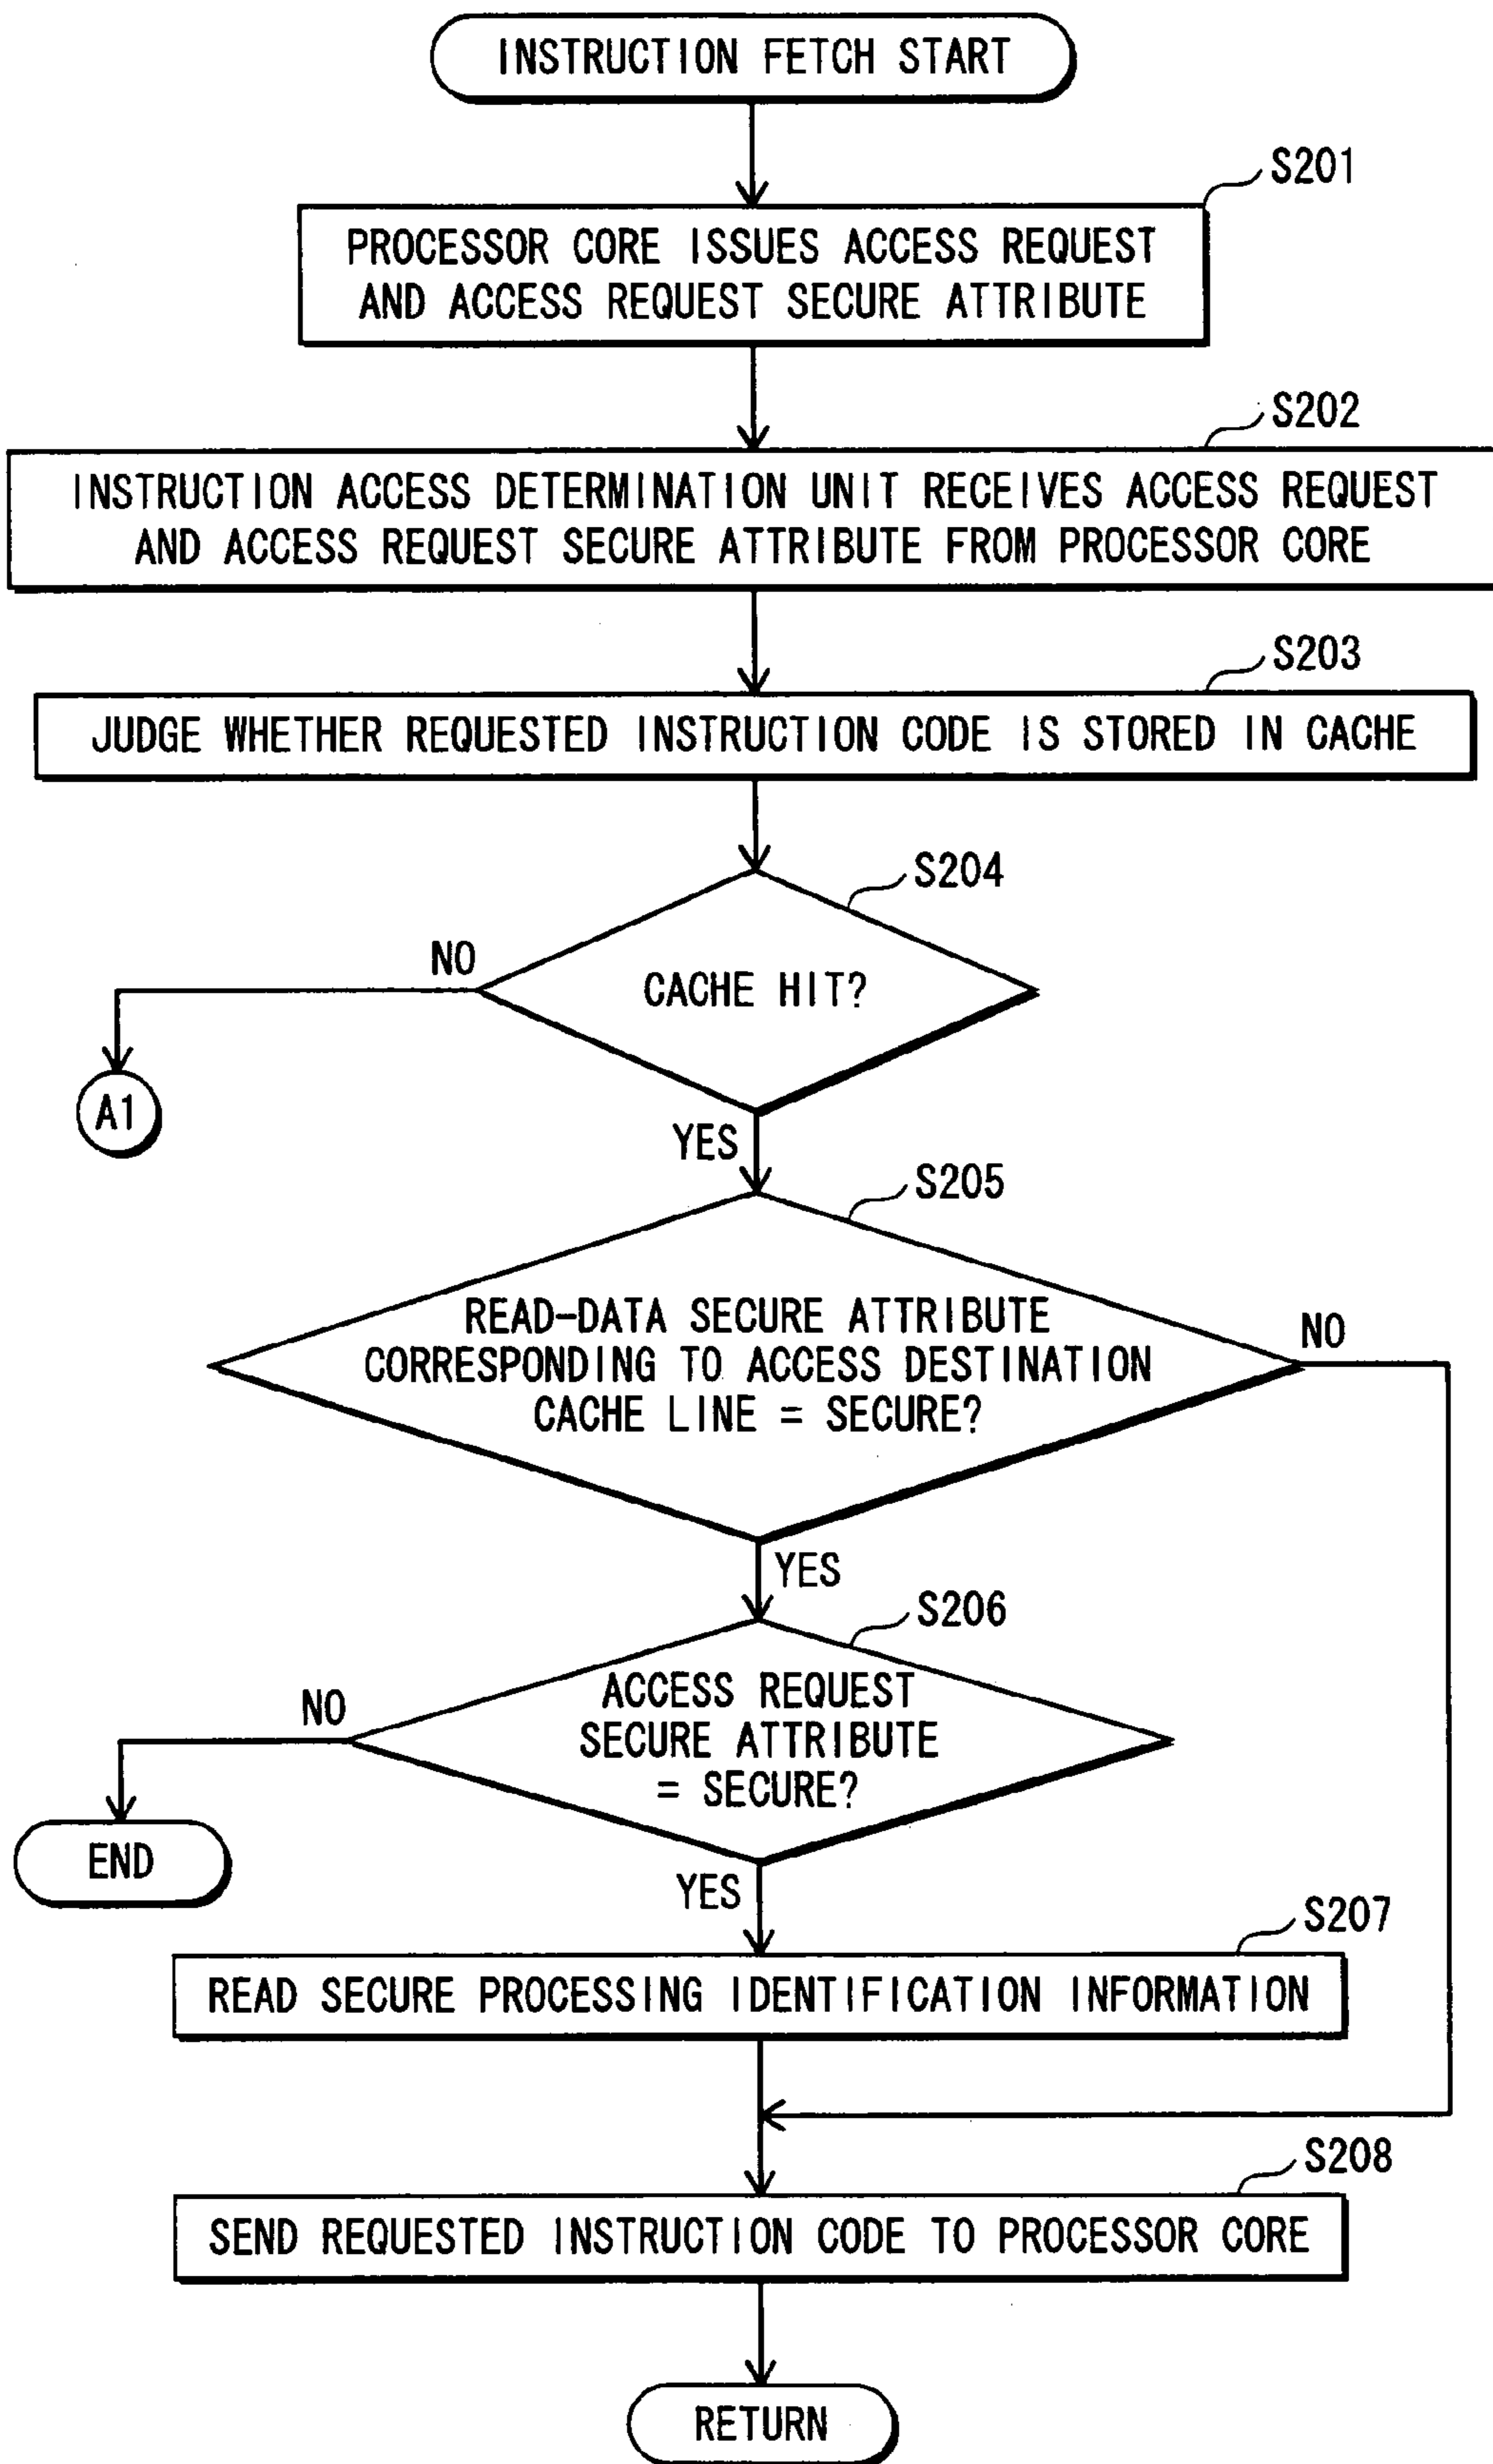 INSTRUCTION FETCH START
S201
PROCESSOR CORE ISSUES ACCESS REQUEST
AND ACCESS REQUEST SECURE ATTRIBUTE
S202
INSTRUCTION ACCESS DETERMINATION UNIT RECEIVES ACCESS REQUEST
AND ACCESS REQUEST SECURE ATTRIBUTE FROM PROCESSOR CORE
S203
JUDGE WHETHER REQUESTED INSTRUCTION CODE IS STORED IN CACHE
S204
NO
CACHE HIT?
A1
YES
S205
READ-DATA SECURE ATTRIBUTE
NO
CORRESPONDING TO ACCESS DESTINATION
CACHE LINE = SECURE?
YES
S206
ACCESS REQUEST
NO
SECURE ATTRIBUTE
= SECURE?
END
YES
S207
READ SECURE PROCESSING IDENTIFICATION INFORMATION
S208
SEND REQUESTED INSTRUCTION CODE TO PROCESSOR CORE
RETURN